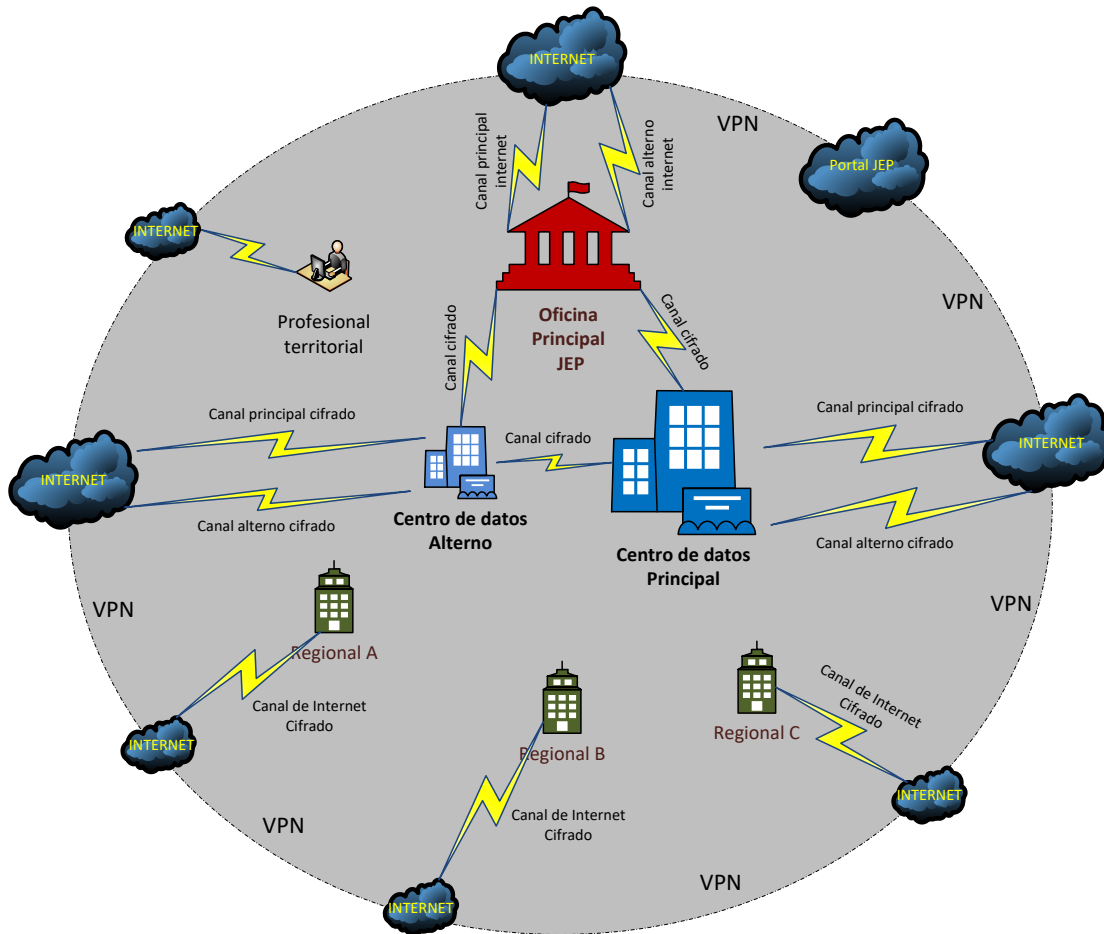 INTERNET
VPN
Canal principal
internet
Canal alterno
internet
Portal JEP
INTERNET
VPN
Profesional
territorial
Oficina
Principal
JEP
Canal cifrado
Canal cifrado
Canal principal cifrado
Canal cifrado
Canal principal cifrado
INTERNET
INTERNET
Canal alterno cifrado
Centro de datos
Alterno
Centro de datos
Principal
Canal alterno cifrado
VPN
VPN
Regional A
Canal de Internet
Cifrado
Regional B
Regional C
Canal de Internet
Cifrado
INTERNET
INTERNET
VPN
Canal de Internet
Cifrado
VPN
INTERNET